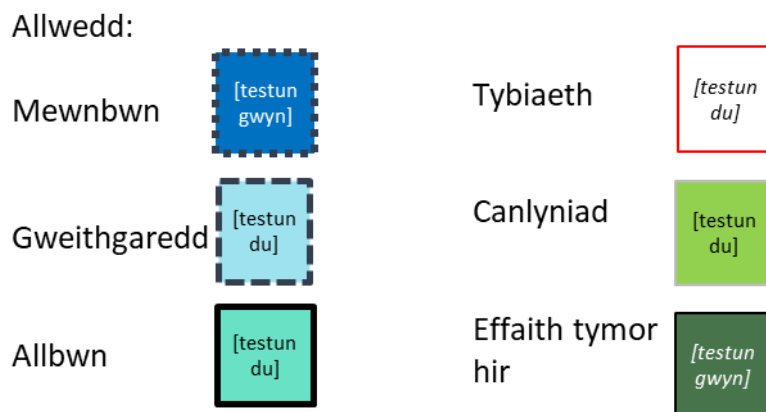 Allwedd:
Mewnbwn
[testun
gwyn]
Tybiaeth
[testun
du]
Gweithgaredd
[testun
du]
Canlyniad
[testun
du]
Allbwn
[testun
du]
Effaith tymor
hir
[testun
gwyn]